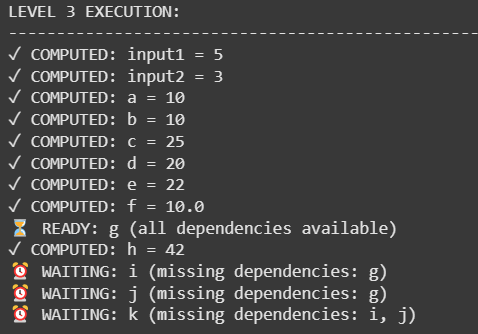 LEVEL 3 EXECUTION:
--------------------------------------------------
✓ COMPUTED: input1 = 5
✓ COMPUTED: input2 = 3
✓ COMPUTED: a = 10
✓ COMPUTED: b = 10
✓ COMPUTED: c = 25
✓ COMPUTED: d = 20
✓ COMPUTED: e = 22
✓ COMPUTED: f = 10.0
⏳ READY: g (all dependencies available)
✓ COMPUTED: h = 42
⏰ WAITING: i (missing dependencies: g)
⏰ WAITING: j (missing dependencies: g)
⏰ WAITING: k (missing dependencies: i, j)